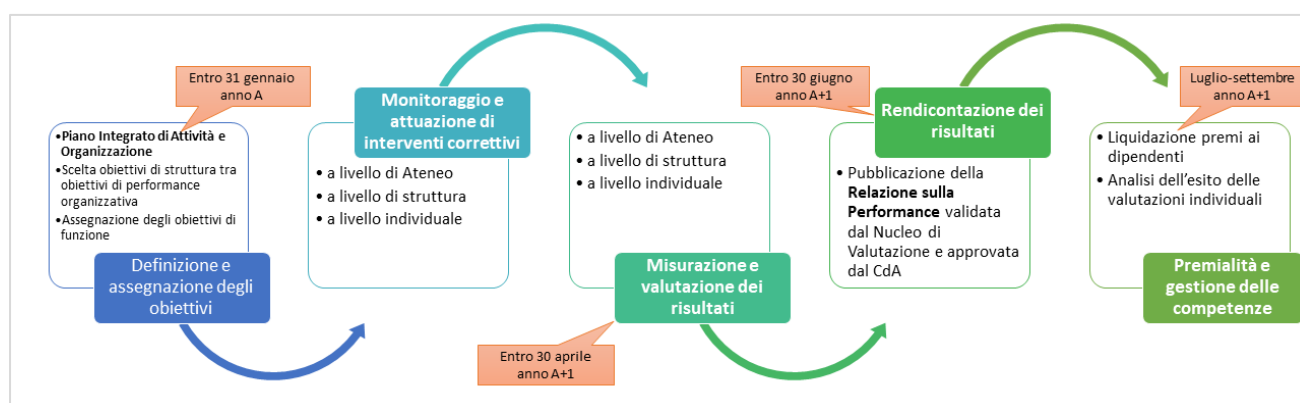 Entro 31 gennaio
anno A
•Piano Integrato di Attività e
Organizzazione
•Scelta obiettivi di struttura tra
obiettivi di performance
organizzativa
•Assegnazione degli obiettivi di
funzione
Definizione e
assegnazione degli
obiettivi
Monitoraggio e
attuazione di
interventi correttivi
• a livello di Ateneo
• a livello di struttura
• a livello individuale
• a livello di Ateneo
• a livello di struttura
• a livello individuale
Misurazione e
valutazione dei
risultati
Entro 30 aprile
anno A+1
Entro 30 giugno
anno A+1
Rendicontazione dei
risultati
• Pubblicazione della
Relazione sulla
Performance validata
dal Nucleo di
Valutazione e approvata
dal CdA
Luglio-settembre
anno A+1
• Liquidazione premi ai
dipendenti
• Analisi dell'esito delle
valutazioni individuali
Premialità e
gestione delle
competenze